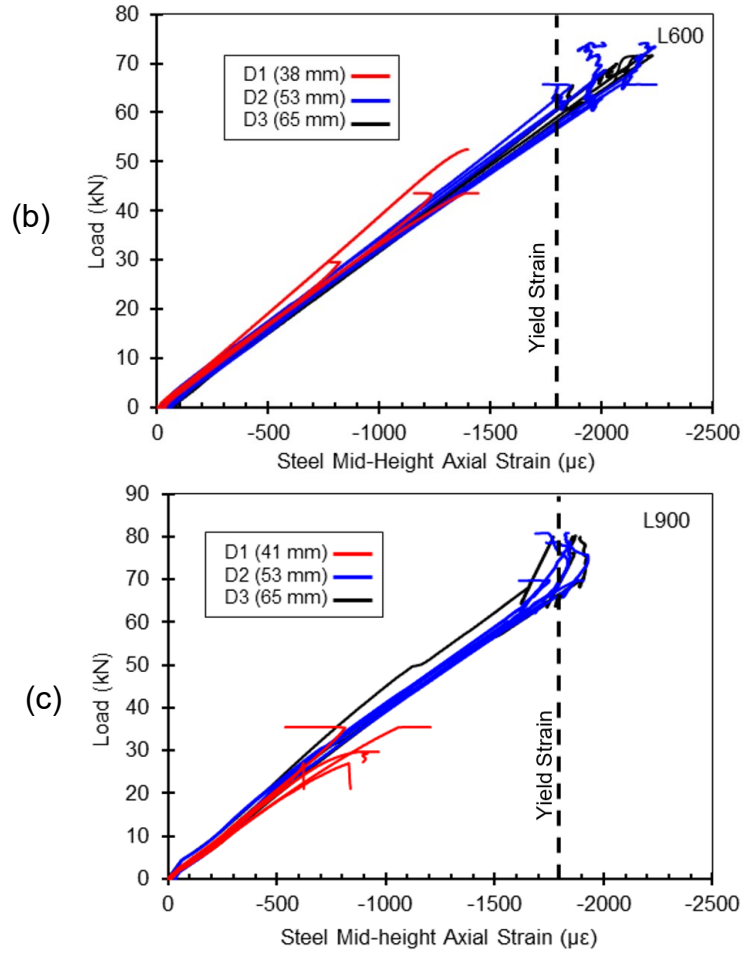 80
L600
70
D1 (38 mm)
60
D2 (53 mm)
D3 (65 mm)
50
(b)
Load (kN)
40
30
Yield Strain
20
10
0
0 -500 -1000 -1500 -2000 -2500
Steel Mid-Height Axial Strain (με)
90
L900
80
D1 (41 mm)
70
D2 (53 mm)
D3 (65 mm)
60
50
(c)
Load (kN)
40
30
Yield Strain
20
10
0
0 -500 -1000 -1500 -2000 -2500
Steel Mid-height Axial Strain (με)